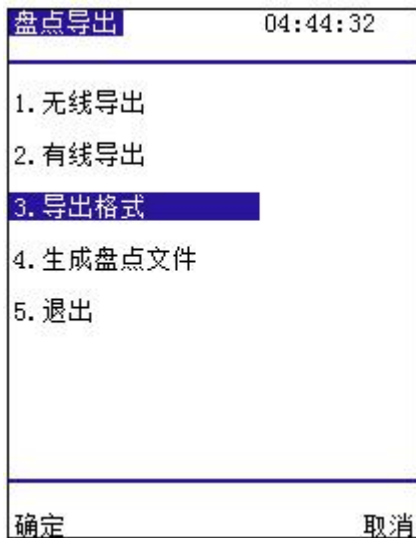 盘点导出 04:44:32
1.无线导出
2.有线导出
3.导出格式
4.生成盘点文件
5.退出
确定 取消